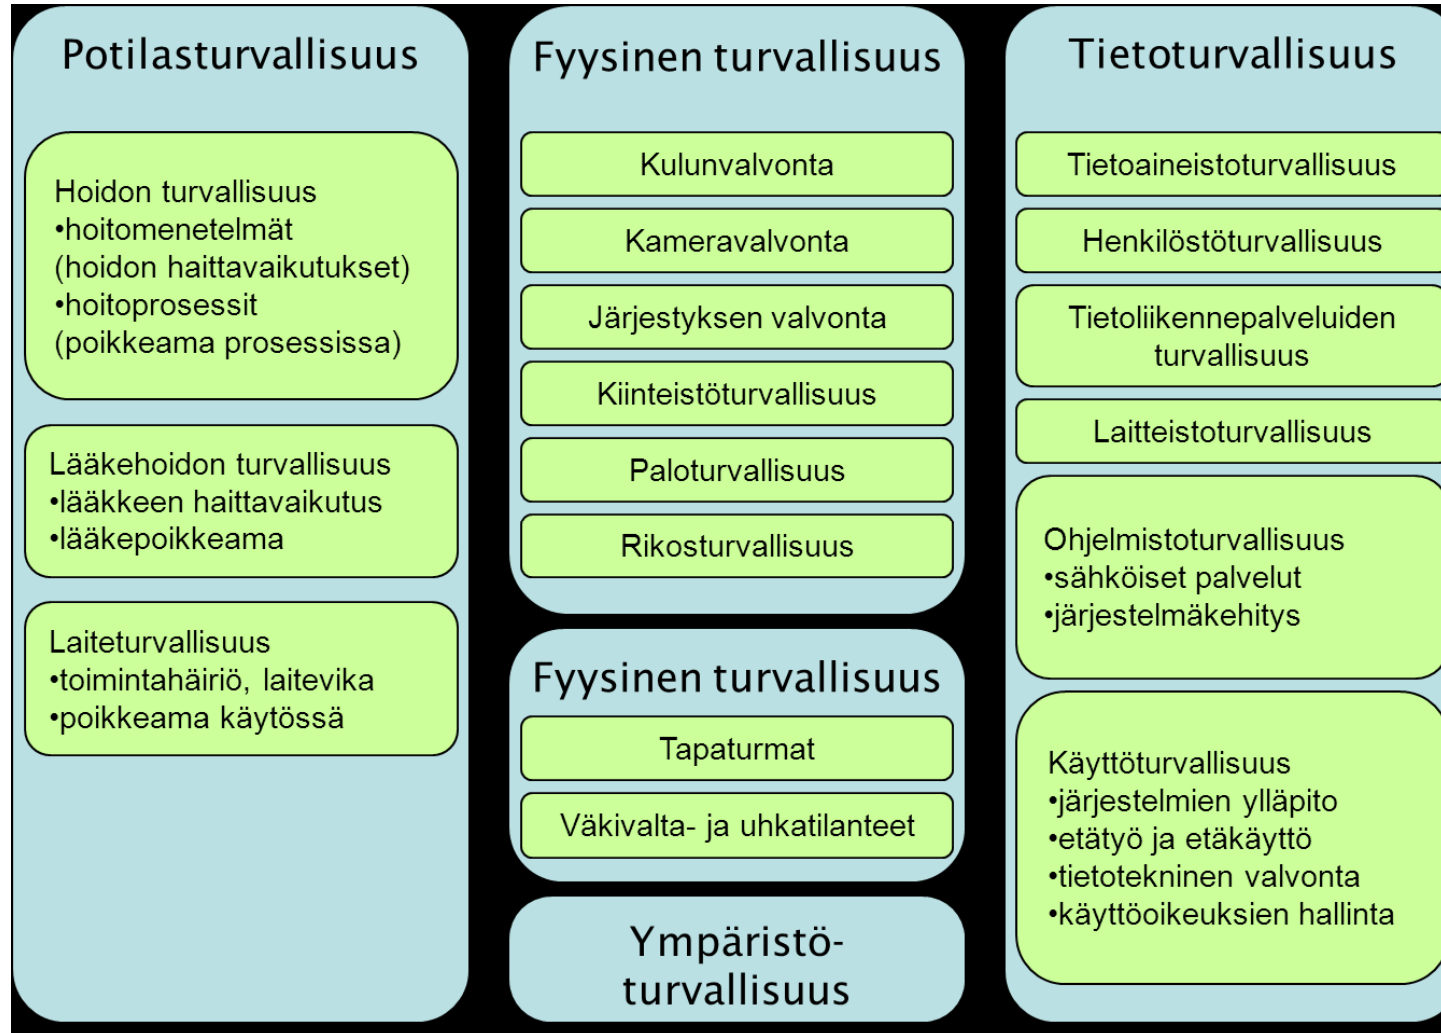 Potilasturvallisuus
Hoidon turvallisuus
•hoitomenetelmät
(hoidon haittavaikutukset)
•hoitoprosessit
(poikkeama prosessissa)
Lääkehoidon turvallisuus
•lääkkeen haittavaikutus
•lääkepoikkeama
Laiteturvallisuus
•toimintahäiriö, laitevika
•poikkeama käytössä
Fyysinen turvallisuus
Kulunvalvonta
Kameravalvonta
Järjestyksen valvonta
Kiinteistöturvallisuus
Paloturvallisuus
Rikosturvallisuus
Fyysinen turvallisuus
Tapaturmat
Väkivalta- ja uhkatilanteet
Ympäristö-
turvallisuus
Tietoturvallisuus
Tietoaineistoturvallisuus
Henkilöstöturvallisuus
Tietoliikennepalveluiden
turvallisuus
Laitteistoturvallisuus
Ohjelmistoturvallisuus
•sähköiset palvelut
•järjestelmäkehitys
Käyttöturvallisuus
•järjestelmien ylläpito
•etätyö ja etäkäyttö
•tietotekninen valvonta
•käyttöoikeuksien hallinta